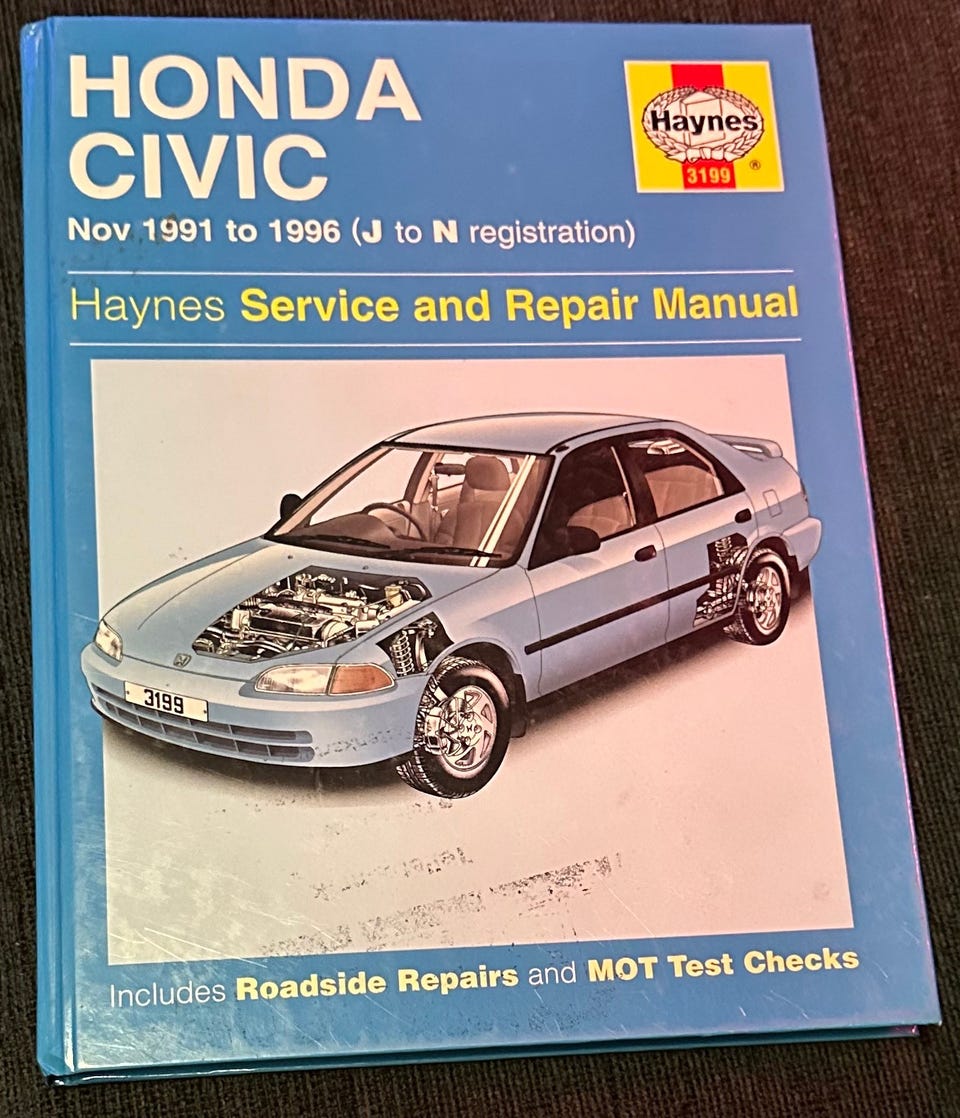 HONDA
CIVIC
Haynes
®
3199
Nov 1991 to 1996 (J to N registration)
Haynes Service and Repair Manual
3199
Includes Roadside Repairs and MOT Test Checks